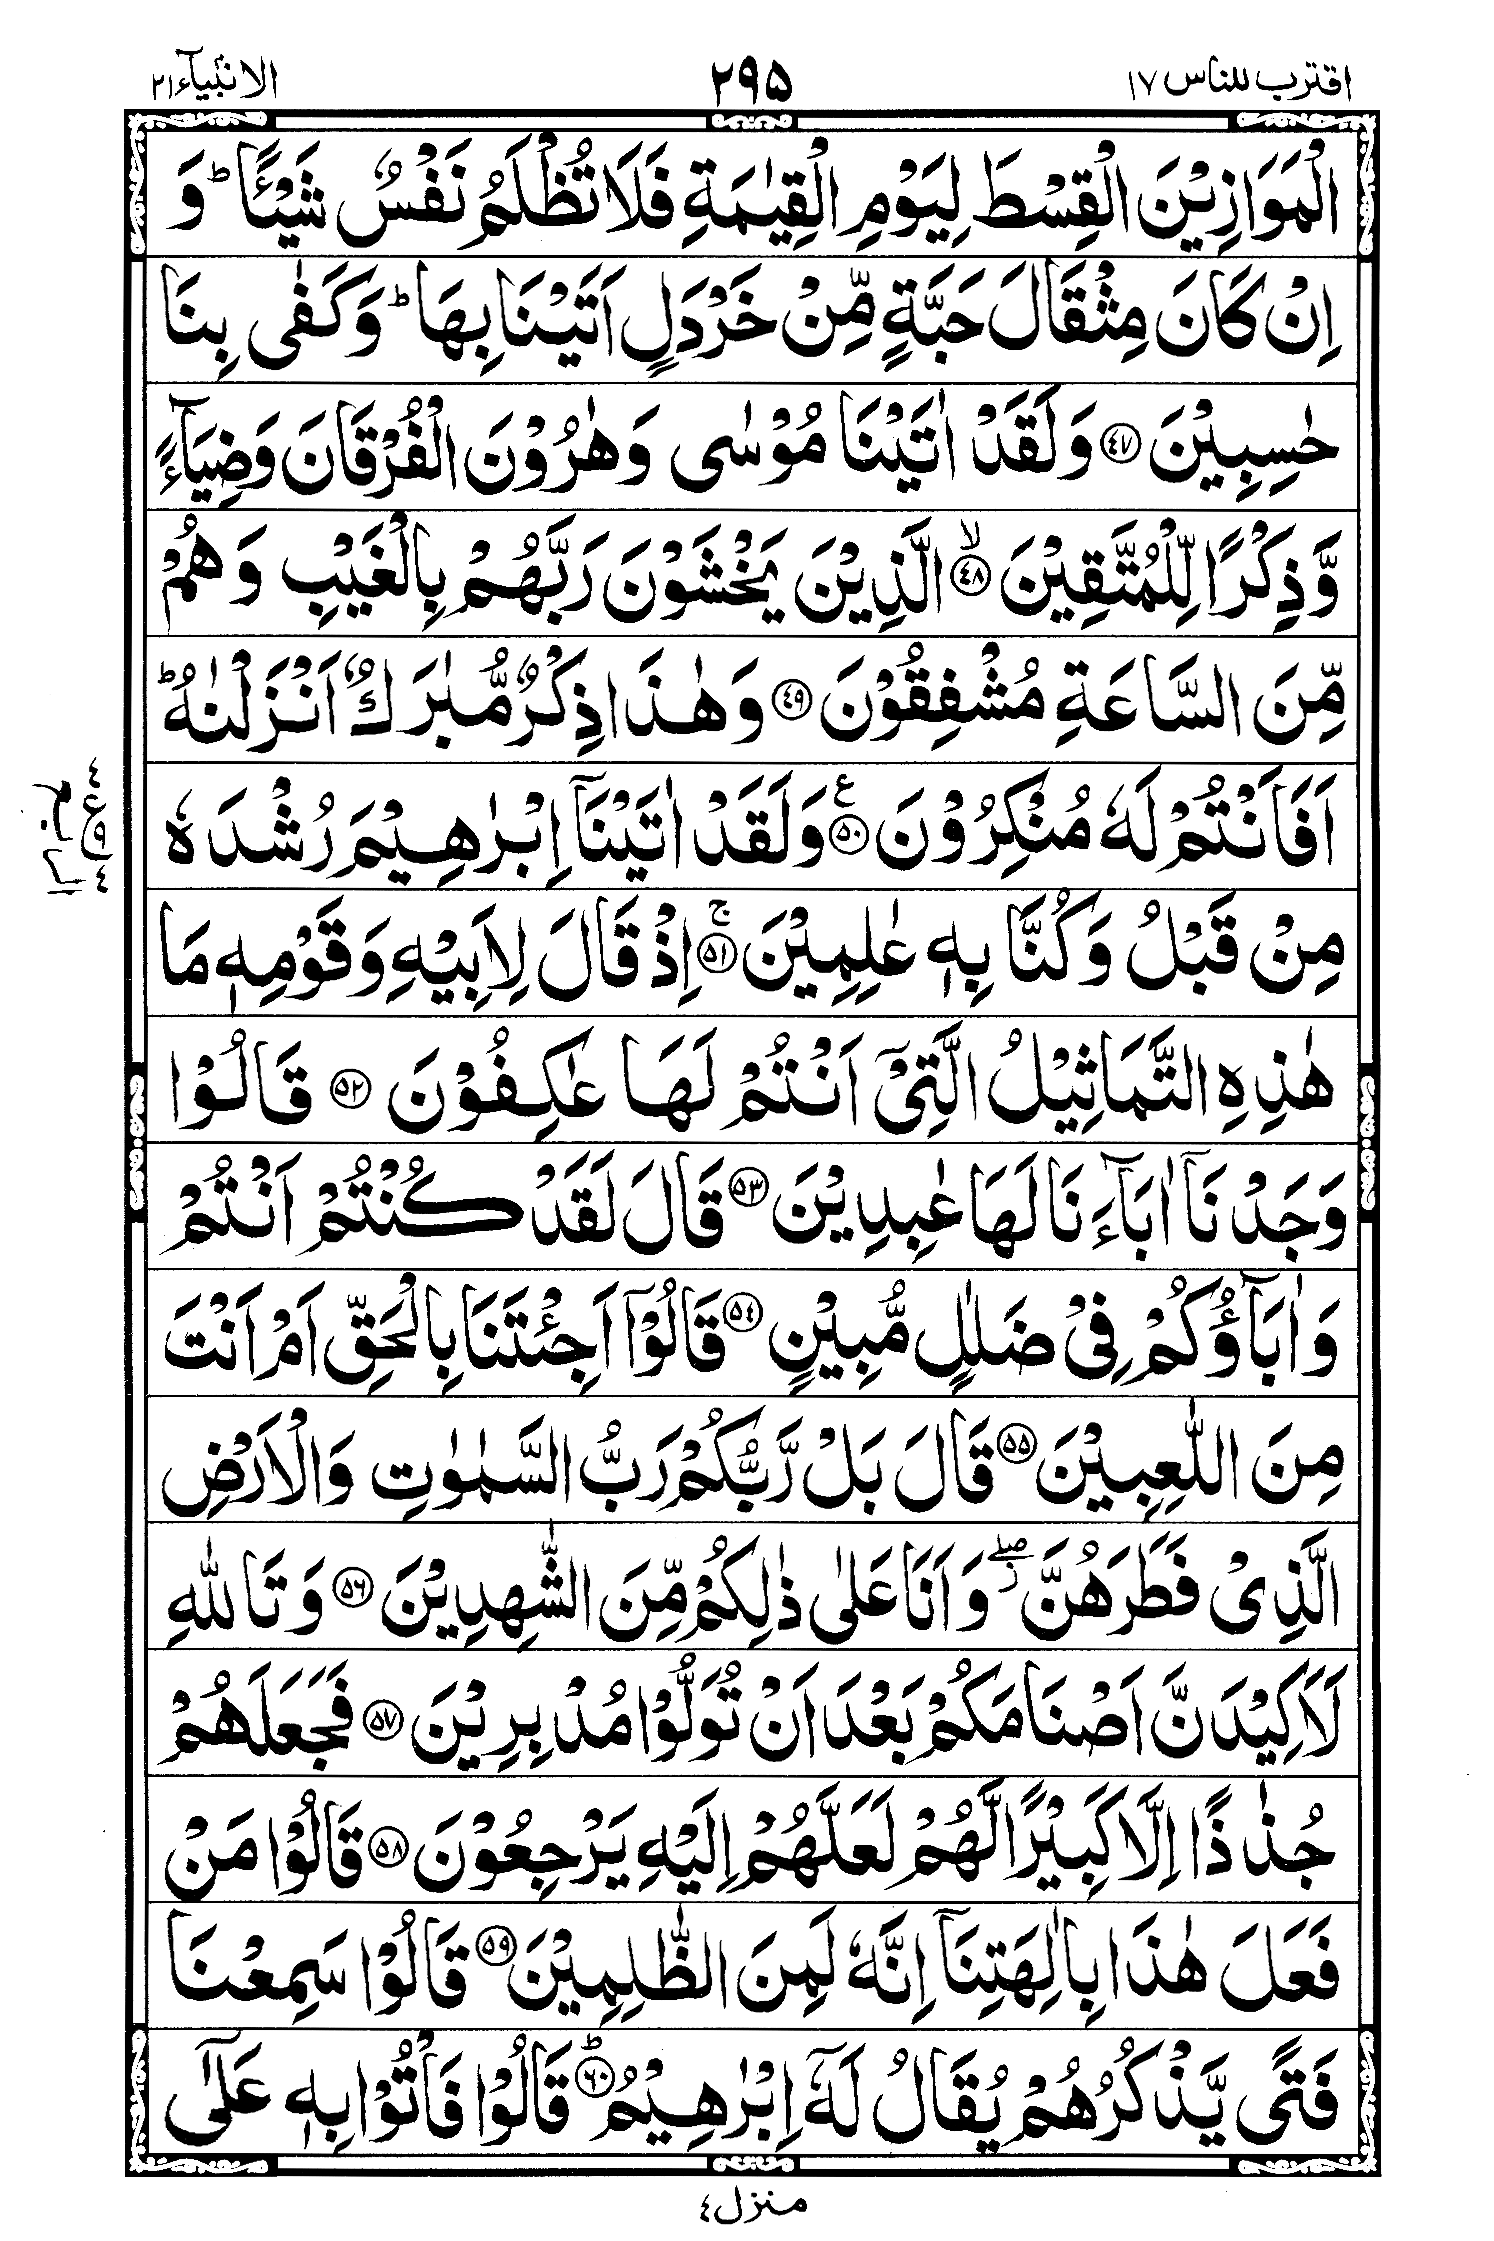 اقترب للناس ١٧
٢٩٥
الانبیآء ٢١
الْمَوَازِیْنَ الْقِسْطَ لِیَوْمِ الْقِیٰمَةِ فَلَا تُظْلَمُ نَفْسٌ شَیْـًٔا ؕ وَ
اِنْ كَانَ مِثْقَالَ حَبَّةٍ مِّنْ خَرْدَلٍ اَتَیْنَا بِهَا ؕ وَ كَفٰی بِنَا
حٰسِبِیْنَ ﴿٤٧﴾ وَ لَقَدْ اٰتَیْنَا مُوْسٰی وَ هٰرُوْنَ الْفُرْقَانَ وَ ضِیَآءً
وَّ ذِكْرًا لِّلْمُتَّقِیْنَ ﴿٤٨﴾ ۙ الَّذِیْنَ یَخْشَوْنَ رَبَّهُمْ بِالْغَیْبِ وَ هُمْ
مِّنَ السَّاعَةِ مُشْفِقُوْنَ ﴿٤٩﴾ وَ هٰذَا ذِكْرٌ مُّبٰرَكٌ اَنْزَلْنٰهُ ؕ
اَفَاَنْتُمْ لَهٗ مُنْكِرُوْنَ ﴿٥٠﴾ ع وَ لَقَدْ اٰتَیْنَاۤ اِبْرٰهِیْمَ رُشْدَهٗ
مِنْ قَبْلُ وَ كُنَّا بِهٖ عٰلِمِیْنَ ﴿٥١﴾ ۚ اِذْ قَالَ لِاَبِیْهِ وَ قَوْمِهٖ مَا
هٰذِهِ التَّمَاثِیْلُ الَّتِیْۤ اَنْتُمْ لَهَا عٰكِفُوْنَ ﴿٥٢﴾ قَالُوْا
وَجَدْنَاۤ اٰبَآءَنَا لَهَا عٰبِدِیْنَ ﴿٥٣﴾ قَالَ لَقَدْ كُنْتُمْ اَنْتُمْ
وَ اٰبَآؤُكُمْ فِیْ ضَلٰلٍ مُّبِیْنٍ ﴿٥٤﴾ قَالُوْۤا اَجِئْتَنَا بِالْحَقِّ اَمْ اَنْتَ
مِنَ اللّٰعِبِیْنَ ﴿٥٥﴾ قَالَ بَلْ رَّبُّكُمْ رَبُّ السَّمٰوٰتِ وَ الْاَرْضِ
الَّذِیْ فَطَرَهُنَّ ۖ ز وَ اَنَا عَلٰی ذٰلِكُمْ مِّنَ الشّٰهِدِیْنَ ﴿٥٦﴾ وَ تَاللّٰهِ
لَاَكِیْدَنَّ اَصْنَامَكُمْ بَعْدَ اَنْ تُوَلُّوْا مُدْبِرِیْنَ ﴿٥٧﴾ فَجَعَلَهُمْ
جُذٰذًا اِلَّا كَبِیْرًا لَّهُمْ لَعَلَّهُمْ اِلَیْهِ یَرْجِعُوْنَ ﴿٥٨﴾ قَالُوْا مَنْ
فَعَلَ هٰذَا بِاٰلِهَتِنَاۤ اِنَّهٗ لَمِنَ الظّٰلِمِیْنَ ﴿٥٩﴾ قَالُوْا سَمِعْنَا
فَتًی یَّذْكُرُهُمْ یُقَالُ لَهٗۤ اِبْرٰهِیْمُ ﴿٦٠﴾ ؕ قَالُوْا فَاْتُوْا بِهٖ عَلٰۤی
منزل ٤